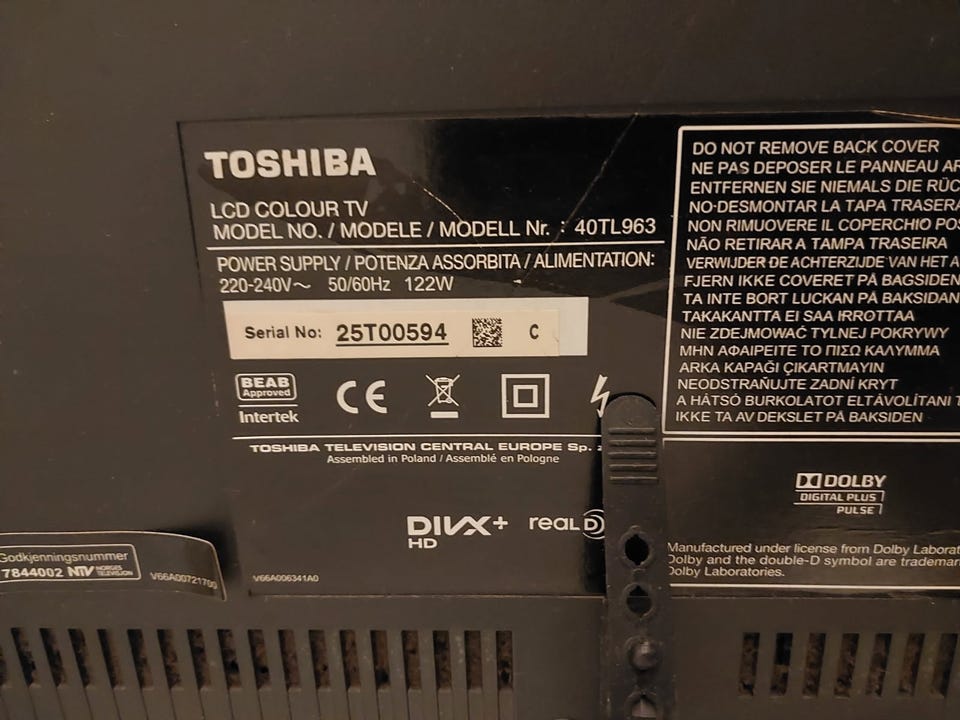 TOSHIBA
LCD COLOUR TV
MODEL NO. / MODELE / MODELL Nr. : 40TL963
POWER SUPPLY / POTENZA ASSORBITA / ALIMENTATION:
220-240V～ 50/60Hz 122W
Serial No: 25T00594 C
BEAB
Approved
Intertek
CE
TOSHIBA TELEVISION CENTRAL EUROPE Sp.
Assembled in Poland / Assemblé en Pologne
DIVX+
HD
REAL D
V66A006341A0
Godkjenningsnummer
7844002 NTV NORGES
TELEVISJON
V66A00721700
DO NOT REMOVE BACK COVER
NE PAS DEPOSER LE PANNEAU AR
ENTFERNEN SIE NIEMALS DIE RÜC
NO-DESMONTAR LA TAPA TRASERA
NON RIMUOVERE IL COPERCHIO POS
NÃO RETIRAR A TAMPA TRASEIRA
VERWIJDER DE ACHTERZIJDE VAN HET A
FJERN IKKE COVERET PÅ BAGSIDEN
TA INTE BORT LUCKAN PÅ BAKSIDAN
TAKAKANTTA EI SAA IRROTTAA
NIE ZDEJMOWAĆ TYLNEJ POKRYWY
ΜΗΝ ΑΦΑΙΡΕΙΤΕ ΤΟ ΠΙΣΩ ΚΑΛΥΜΜΑ
ARKA KAPAĞI ÇIKARTMAYIN
NEODSTRAŇUJTE ZADNÍ KRYT
A HÁTSÓ BURKOLATOT ELTÁVOLÍTANI T
IKKE TA AV DEKSLET PÅ BAKSIDEN
DOLBY
DIGITAL PLUS
PULSE
Manufactured under license from Dolby Laborat
Dolby and the double-D symbol are trademar
Dolby Laboratories.